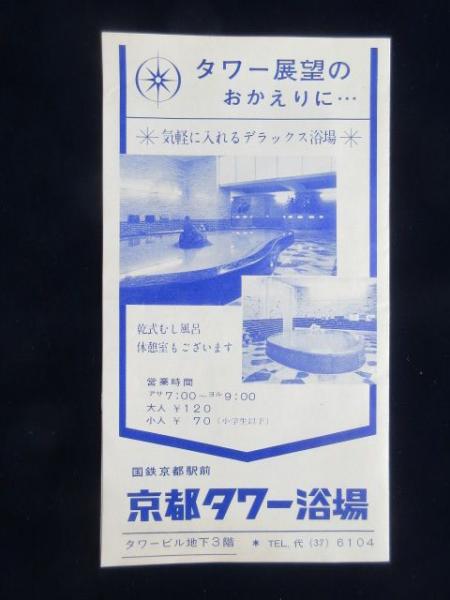 タワー展望の
おかえりに…
気軽に入れるデラックス浴場
乾式むし風呂
休憩室もございます
営業時間
アサ7:00〜ヨル9:00
大人 ¥120
小人 ¥ 70 (小学生以下)
国鉄京都駅前
京都タワー浴場
タワービル地下3階 * TEL. 代 (37) 6104